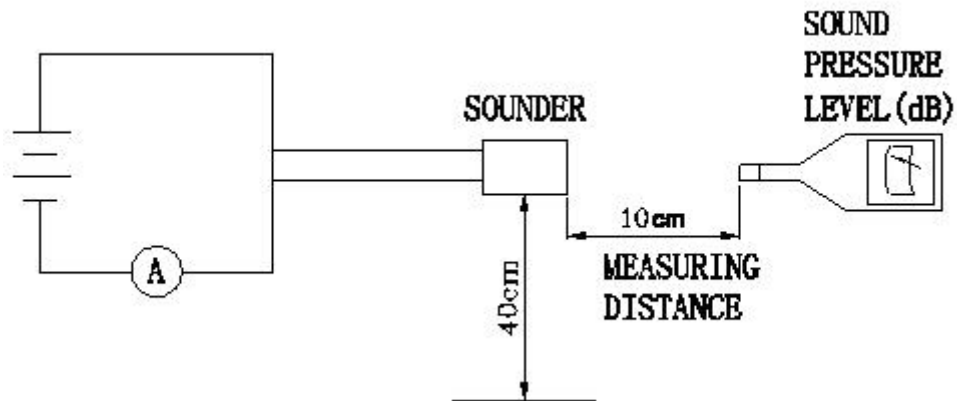 SOUND
PRESSURE
LEVEL(dB)
SOUNDER
10cm
MEASURING
DISTANCE
A
40cm